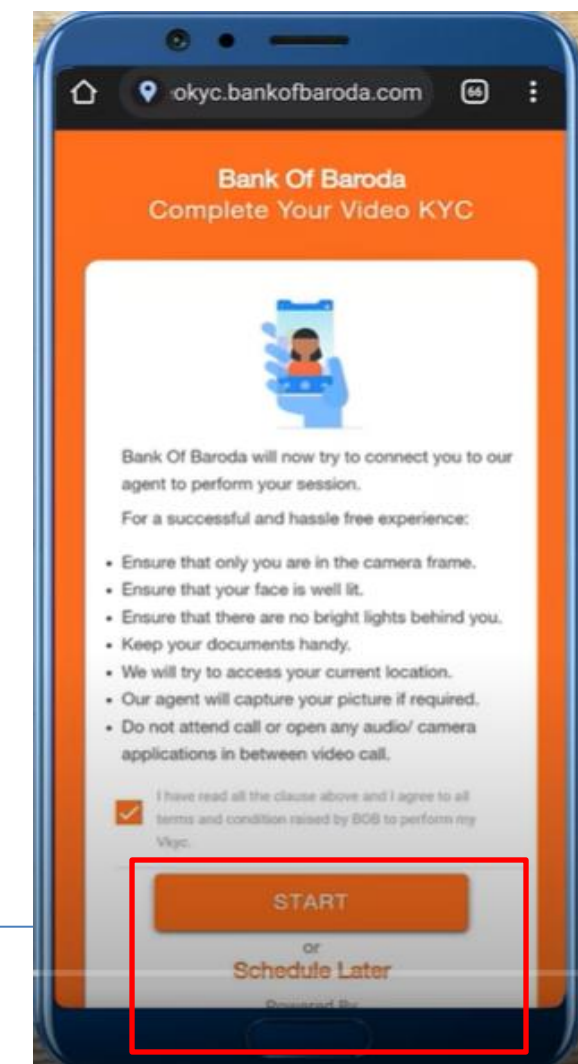 okyc.bankofbaroda.com
66
Bank Of Baroda
Complete Your Video KYC
Bank Of Baroda will now try to connect you to our
agent to perform your session.
For a successful and hassle free experience:
• Ensure that only you are in the camera frame.
• Ensure that your face is well lit.
• Ensure that there are no bright lights behind you.
• Keep your documents handy.
• We will try to access your current location.
• Our agent will capture your picture if required.
• Do not attend call or open any audio/ camera
applications in between video call.
I have read all the clause above and I agree to all
terms and condition raised by BOB to perform my
Vkyc.
START
or
Schedule Later
Powered By